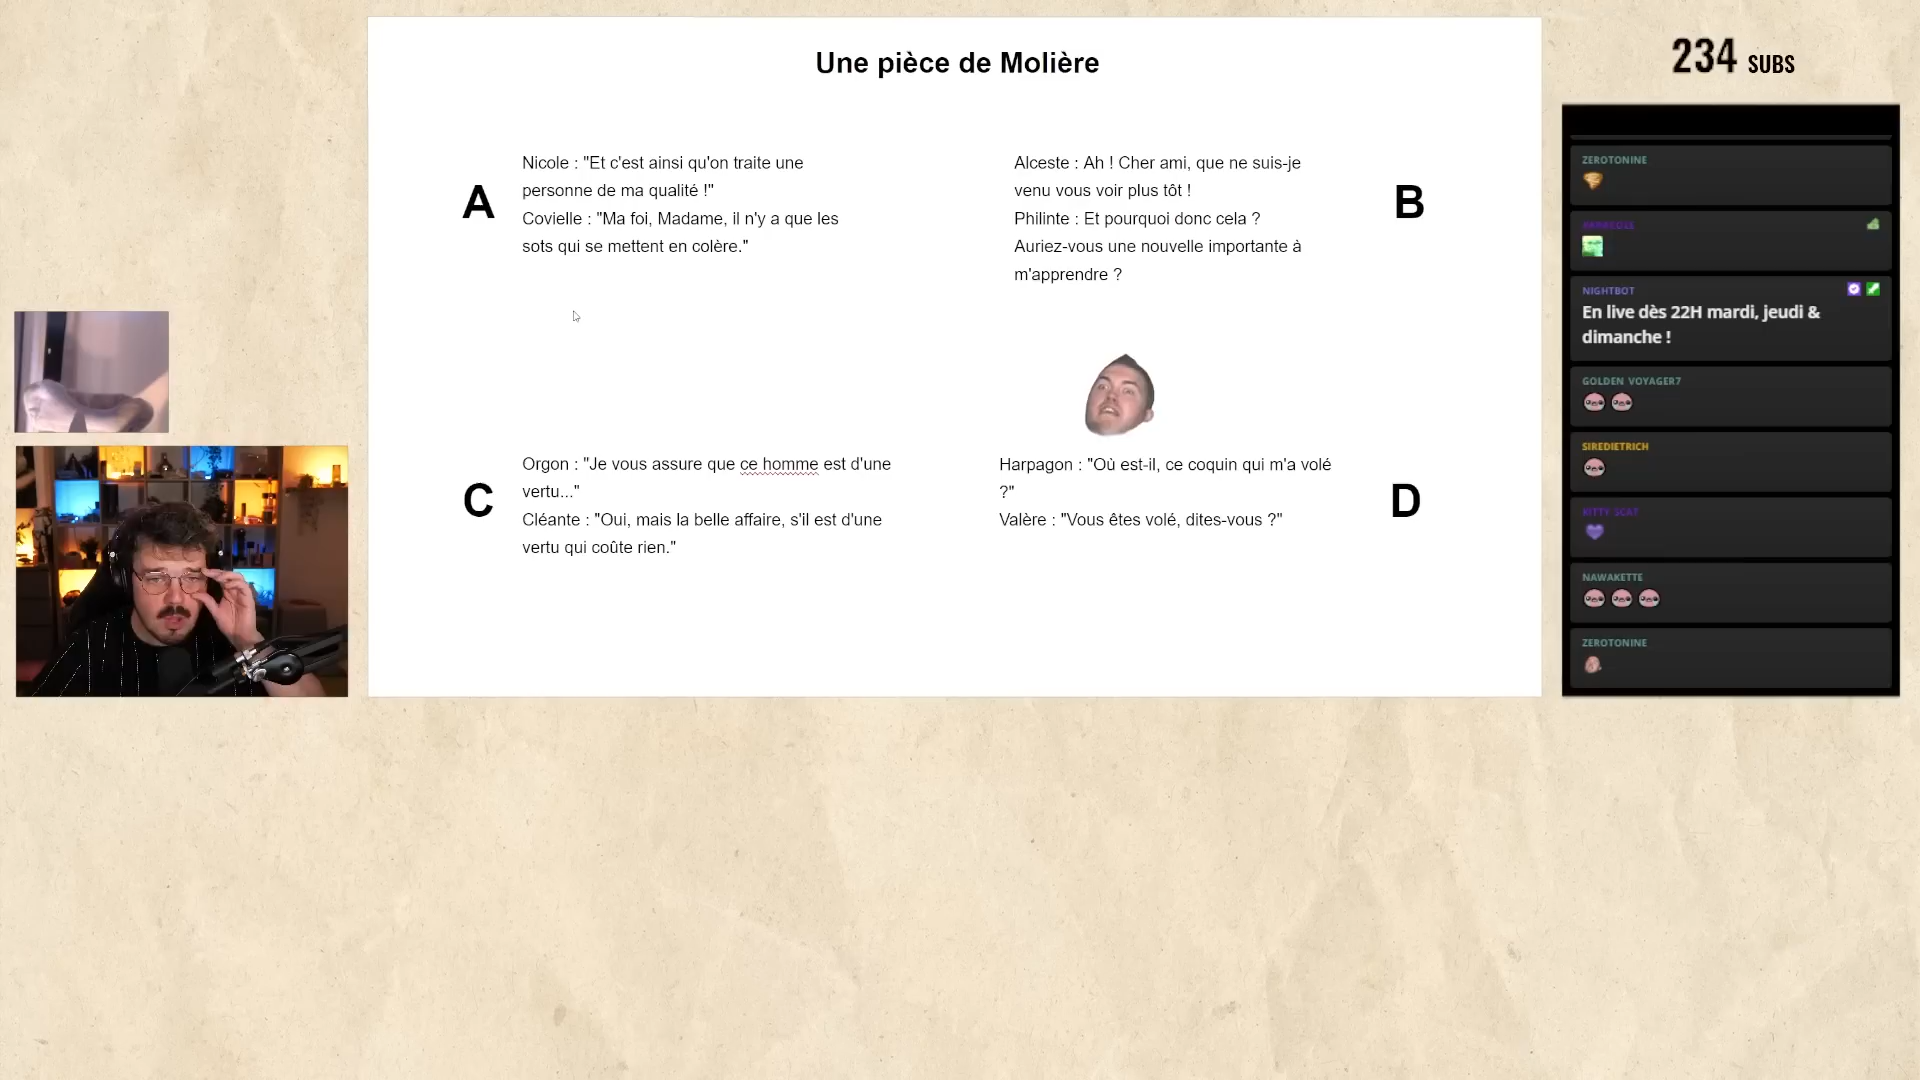 Une pièce de Molière
A
Nicole : "Et c'est ainsi qu'on traite une
personne de ma qualité !"
Covielle : "Ma foi, Madame, il n'y a que les
sots qui se mettent en colère."
Alceste : Ah ! Cher ami, que ne suis-je
venu vous voir plus tôt !
Philinte : Et pourquoi donc cela ?
Auriez-vous une nouvelle importante à
m'apprendre ?
B
C
Orgon : "Je vous assure que ce homme est d'une
vertu..."
Cléante : "Oui, mais la belle affaire, s'il est d'une
vertu qui coûte rien."
Harpagon : "Où est-il, ce coquin qui m'a volé
?"
Valère : "Vous êtes volé, dites-vous ?"
D
234 SUBS
ZEROTONINE
NIGHTBOT
En live dès 22H mardi, jeudi &
dimanche !
GOLDEN VOYAGER7
SIREDIETRICH
KITTY SCAT
NAWAKETTE
ZEROTONINE